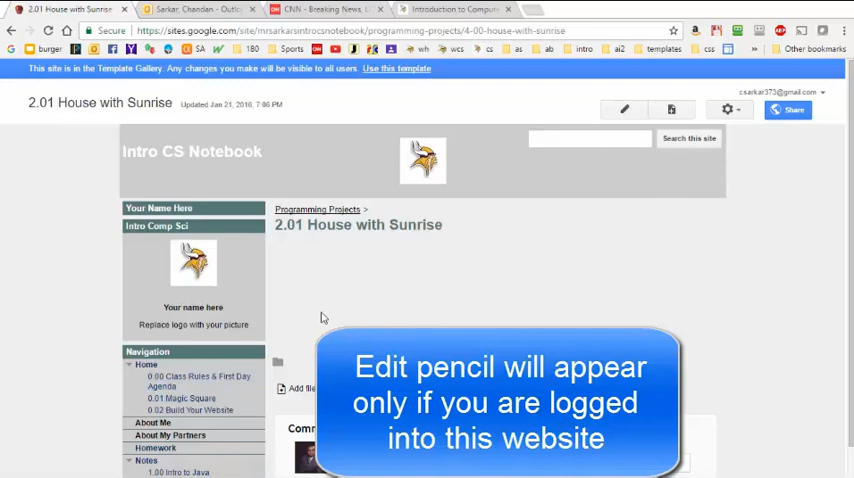 2.01 House with Sunrise
Sarkar, Chandan - Outlo
CNN - Breaking News, L
Introduction to Compute
Secure
https://sites.google.com/site/mrsarkarsintrocsnotebook/programming-projects/4-00-house-with-sunrise
burger
SA
W
180
Sports
wh
wcs
cs
as
ab
intro
ai2
templates
css
Other bookmarks
This site is in the Template Gallery. Any changes you make will be visible to all users. Use this template
csarkar373@gmail.com
2.01 House with Sunrise
Updated Jan 21, 2016, 7:06 PM
Share
Intro CS Notebook
Search this site
Your Name Here
Intro Comp Sci
Your name here
Replace logo with your picture
Navigation
Home
0.00 Class Rules & First Day
Agenda
0.01 Magic Square
0.02 Build Your Website
About Me
About My Partners
Homework
Notes
1.00 Intro to Java
Programming Projects >
2.01 House with Sunrise
Add file
Comm
Edit pencil will appear
only if you are logged
into this website